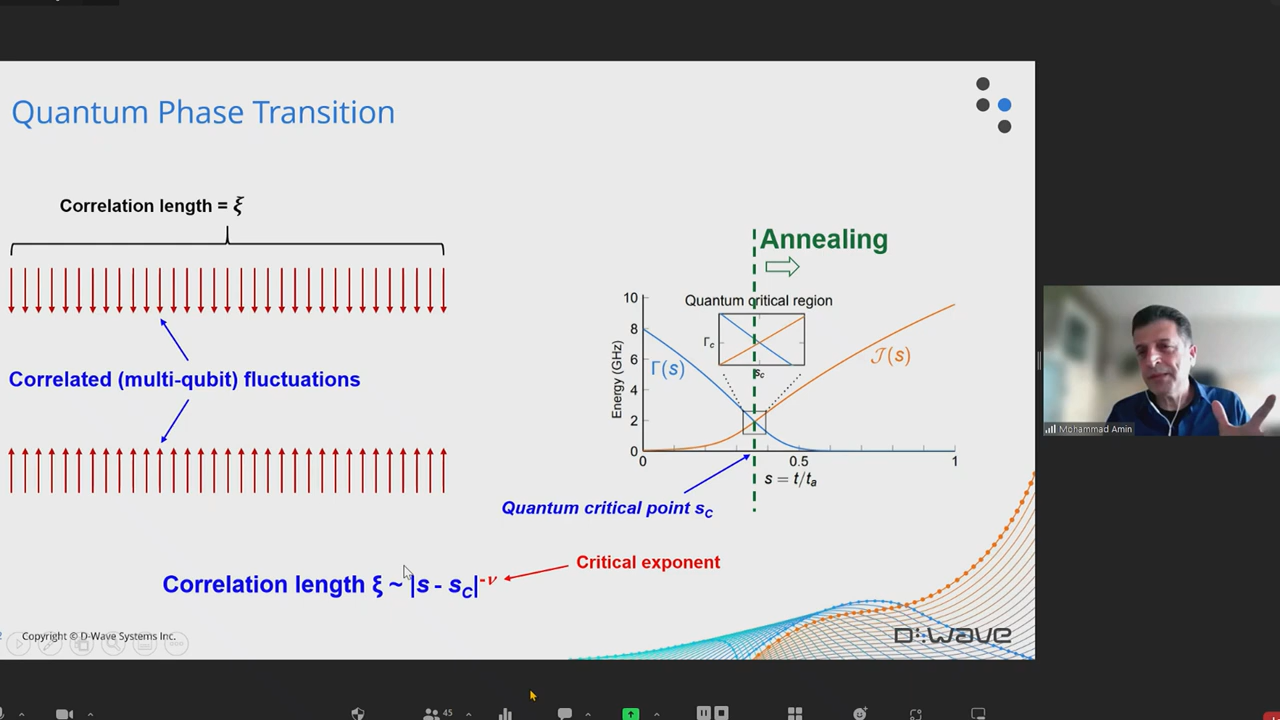 Quantum Phase Transition
Correlation length = ξ
Correlated (multi-qubit) fluctuations
Annealing
Quantum critical region
Γc
sc
Energy (GHz)
10
8
6
4
2
0
Γ(s)
𝒥(s)
0
0.5
1
s = t/ta
Quantum critical point sC
Critical exponent
Correlation length ξ ~ |s - sC|-ν
Copyright © D-Wave Systems Inc.
D:wave
Mohammad Amin
45